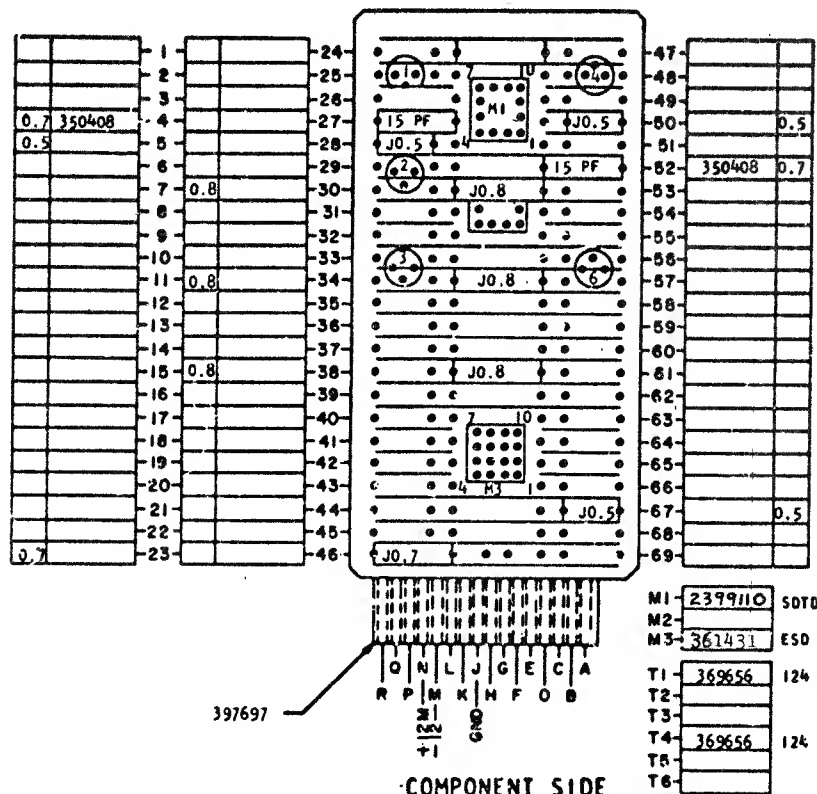 1 24 47
2 25 1 7 10 4 48
3 26 M1 49
0.7 350408 4 27 15 PF J0.5 50 0.5
0.5 5 28 J0.5 4 1 51
6 29 2 15 PF 52 350408 0.7
7 0.8 30 J0.8 53
8 31 54
9 32 55
10 33 3 6 56
11 0.8 34 J0.8 57
12 35 58
13 36 59
14 37 60
15 0.8 38 J0.8 61
16 39 62
17 40 7 10 63
18 41 64
19 42 65
20 43 4 M3 1 66
21 44 J0.5 67 0.5
22 45 68
0.7 23 46 J0.7 69
M1 2399110 SDTD
M2
M3 361431 ESD
Q N L J G E C A
R P M K H F D B
+12M
-12
GND
397697
T1 369656 124
T2
T3
T4 369656 124
T5
T6
COMPONENT SIDE